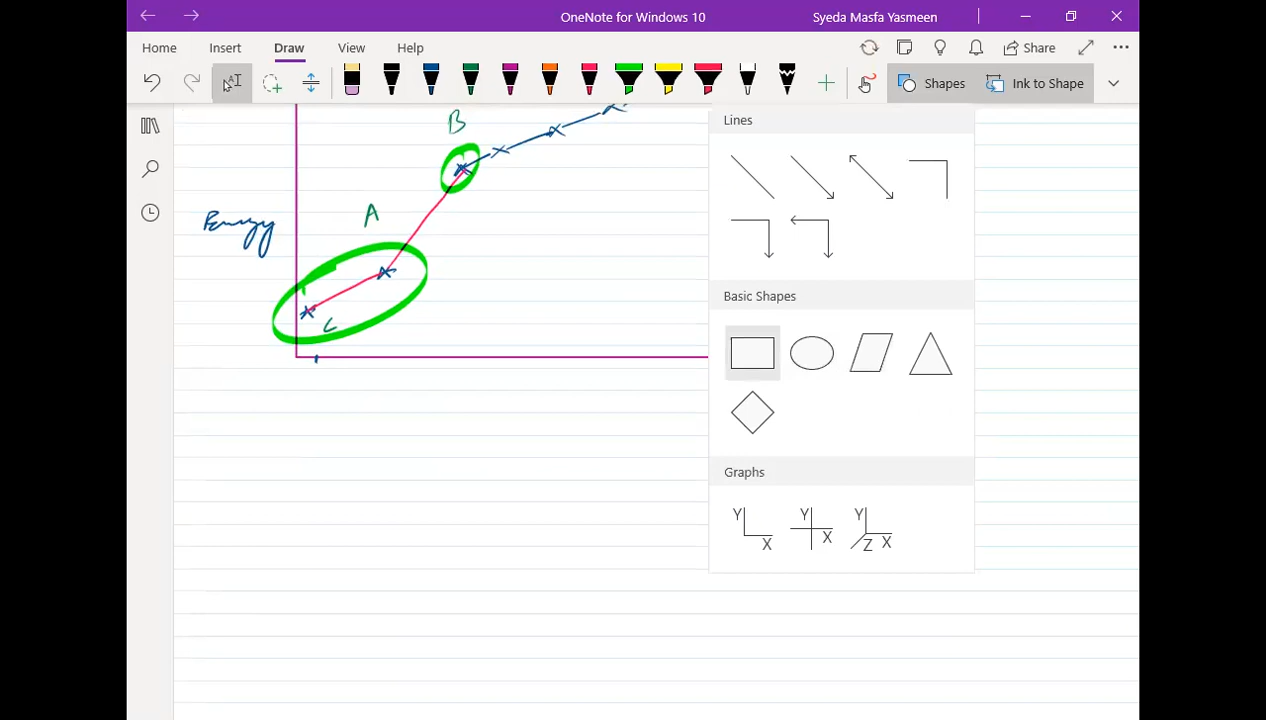 OneNote for Windows 10
Syeda Masfa Yasmeen
Home Insert Draw View Help
Share
Shapes
Ink to Shape
Lines
B
Basic Shapes
A
Energy
C
Graphs
Y X
Y X
Y Z X